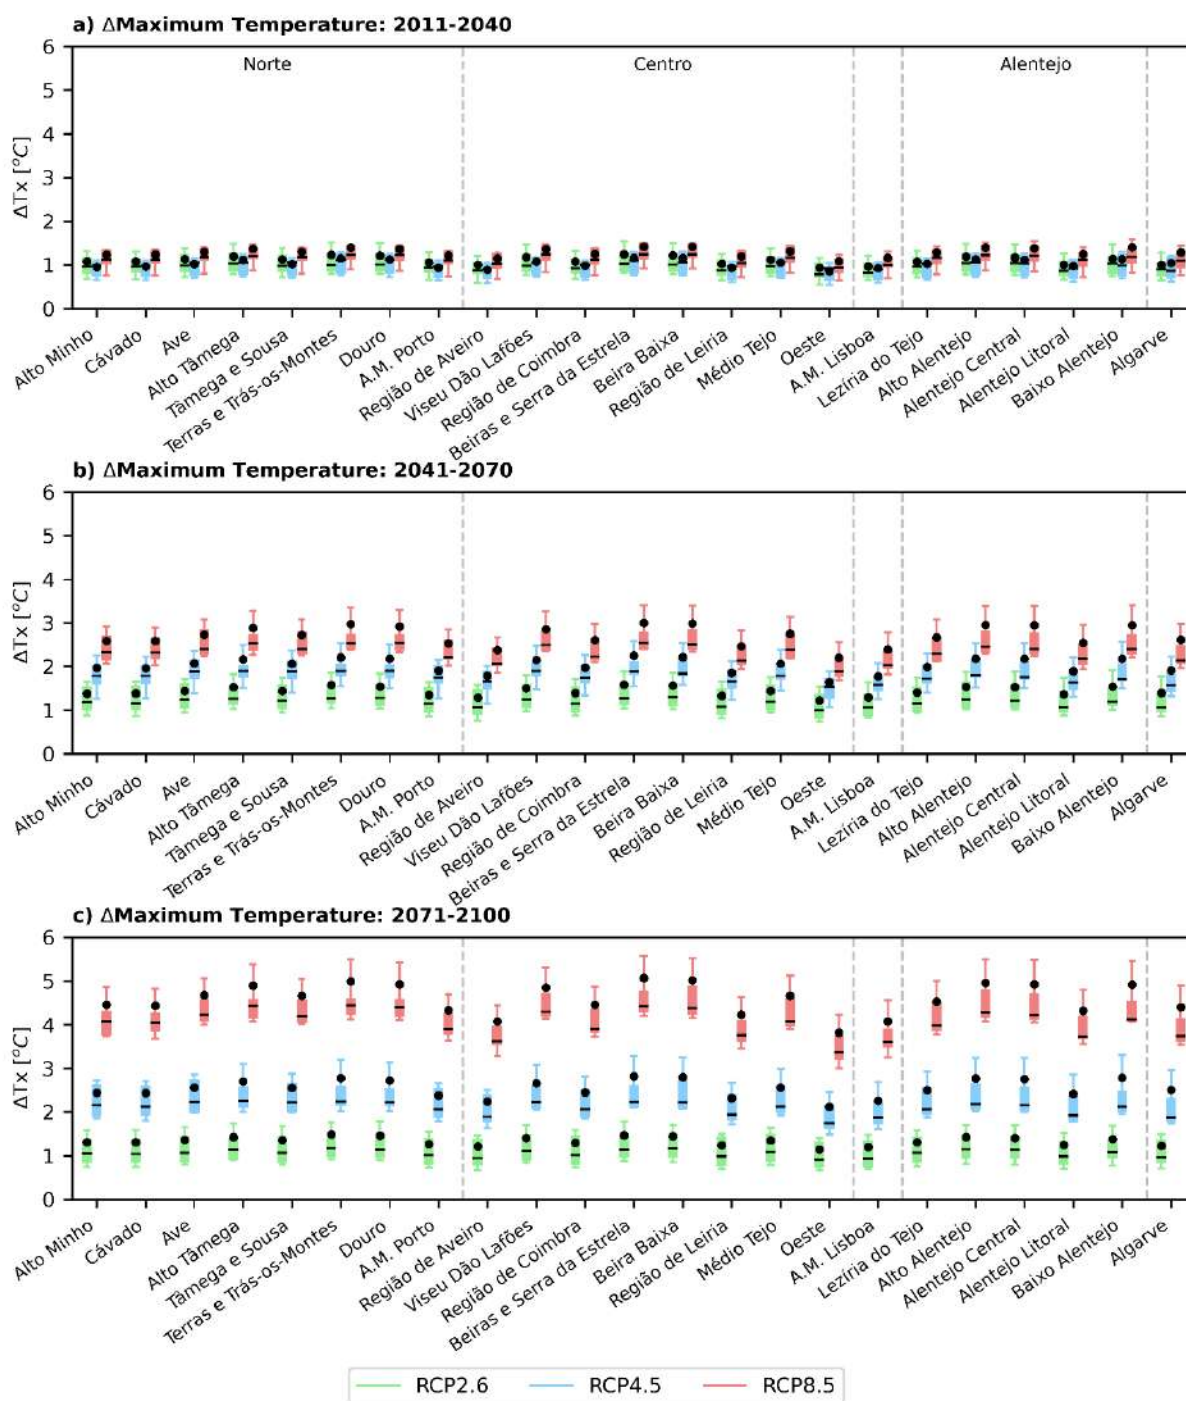 a) ΔMaximum Temperature: 2011-2040
6
5
4
3
2
1
0
ΔTx [°C]
Norte
Centro
Alentejo
Alto Minho
Cávado
Ave
Alto Tâmega
Tâmega e Sousa
Terras e Trás-os-Montes
Douro
A.M. Porto
Região de Aveiro
Viseu Dão Lafões
Região de Coimbra
Beiras e Serra da Estrela
Beira Baixa
Região de Leiria
Médio Tejo
Oeste
A.M. Lisboa
Lezíria do Tejo
Alto Alentejo
Alentejo Central
Alentejo Litoral
Baixo Alentejo
Algarve
b) ΔMaximum Temperature: 2041-2070
6
5
4
3
2
1
0
ΔTx [°C]
Alto Minho
Cávado
Ave
Alto Tâmega
Tâmega e Sousa
Terras e Trás-os-Montes
Douro
A.M. Porto
Região de Aveiro
Viseu Dão Lafões
Região de Coimbra
Beiras e Serra da Estrela
Beira Baixa
Região de Leiria
Médio Tejo
Oeste
A.M. Lisboa
Lezíria do Tejo
Alto Alentejo
Alentejo Central
Alentejo Litoral
Baixo Alentejo
Algarve
c) ΔMaximum Temperature: 2071-2100
6
5
4
3
2
1
0
ΔTx [°C]
Alto Minho
Cávado
Ave
Alto Tâmega
Tâmega e Sousa
Terras e Trás-os-Montes
Douro
A.M. Porto
Região de Aveiro
Viseu Dão Lafões
Região de Coimbra
Beiras e Serra da Estrela
Beira Baixa
Região de Leiria
Médio Tejo
Oeste
A.M. Lisboa
Lezíria do Tejo
Alto Alentejo
Alentejo Central
Alentejo Litoral
Baixo Alentejo
Algarve
RCP2.6 RCP4.5 RCP8.5